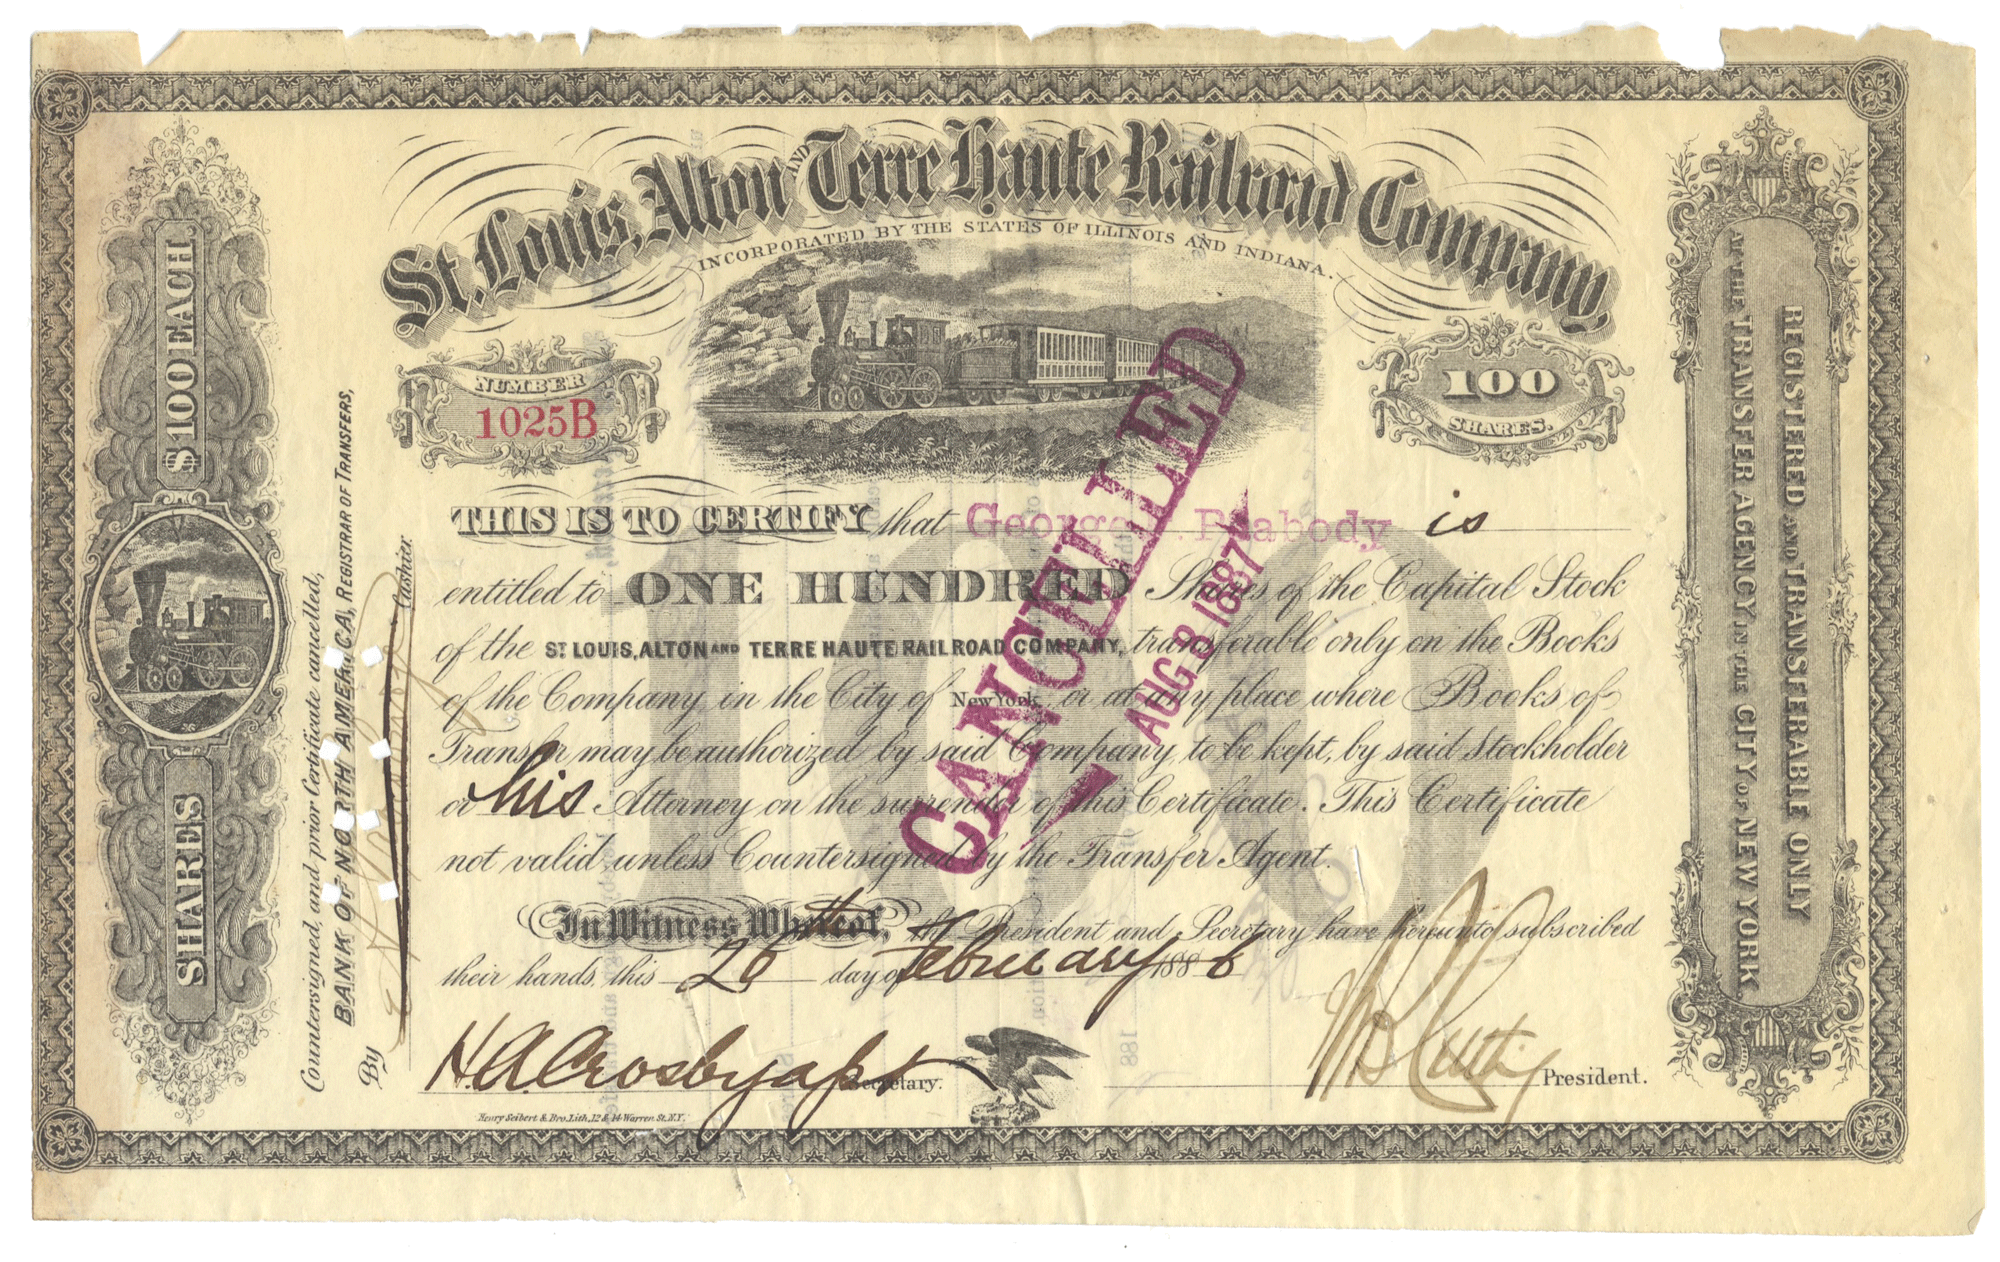 St. Louis, Alton AND Terre Haute Railroad Company,
INCORPORATED BY THE STATES OF ILLINOIS AND INDIANA.
NUMBER
1025B
100
SHARES.
THIS IS TO CERTIFY that George Peabody is
entitled to ONE HUNDRED Shares of the Capital Stock
of the ST LOUIS, ALTON AND TERRE HAUTE RAILROAD COMPANY, transferable only on the Books
of the Company in the City of New York, or at any place where Books of
Transfer may be authorized by said Company, to be kept, by said Stockholder
or his Attorney on the surrender of this Certificate. This Certificate
not valid, unless Countersigned by the Transfer Agent.
In Witness Whereof, the President and Secretary have hereunto subscribed
their hands, this 26th day of February 1886
H.A. Crosby apt Secretary.
President.
Henry Seibert & Bro. Lith, 12 & 14 Warren St. N.Y.
100
CANCELLED
AUG 8 1887
$100 EACH.
SHARES
Countersigned, and prior Certificate cancelled,
BANK OF NORTH AMERICA, REGISTRAR OF TRANSFERS,
By Cashier.
REGISTERED AND TRANSFERABLE ONLY
AT THE TRANSFER AGENCY IN THE CITY OF NEW YORK.